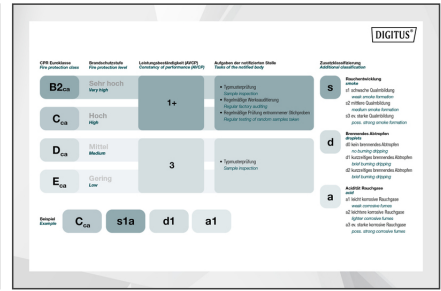 DIGITUS®
CPR Euroklasse
Fire protection class
Brandschutzstufe
Fire protection level
Leistungsbeständigkeit (AVCP)
Constancy of performance (AVCP)
Aufgaben der notifizierten Stelle
Tasks of the notified body
Zusatzklassifizierung
Additional classification
B2ca
Sehr hoch
Very high
Cca
Hoch
High
1+
• Typmusterprüfung
Sample inspection
• Regelmäßige Werksauditierung
Regular factory auditing
• Regelmäßige Prüfung entnommener Stichproben
Regular testing of random samples taken
Dca
Mittel
Medium
Eca
Gering
Low
3
• Typmusterprüfung
Sample inspection
s
Rauchentwicklung
smoke
s1 schwache Qualmbildung
weak smoke formation
s2 mittlere Qualmbildung
medium smoke formation
s3 ev. starke Qualmbildung
poss. strong smoke formation
d
Brennendes Abtropfen
droplets
d0 kein brennendes Abtropfen
no burning dripping
d1 kurzzeitiges brennendes Abtropfen
brief burning dripping
d2 kurzzeitiges brennendes Abtropfen
brief burning dripping
a
Acidität Rauchgase
acid
a1 leicht korrosive Rauchgase
weak corrosive fumes
a2 leichtere korrosive Rauchgase
lighter corrosive fumes
a3 ev. starke korrosive Rauchgase
poss. strong corrosive fumes
Beispiel
Example
Cca
s1a
d1
a1